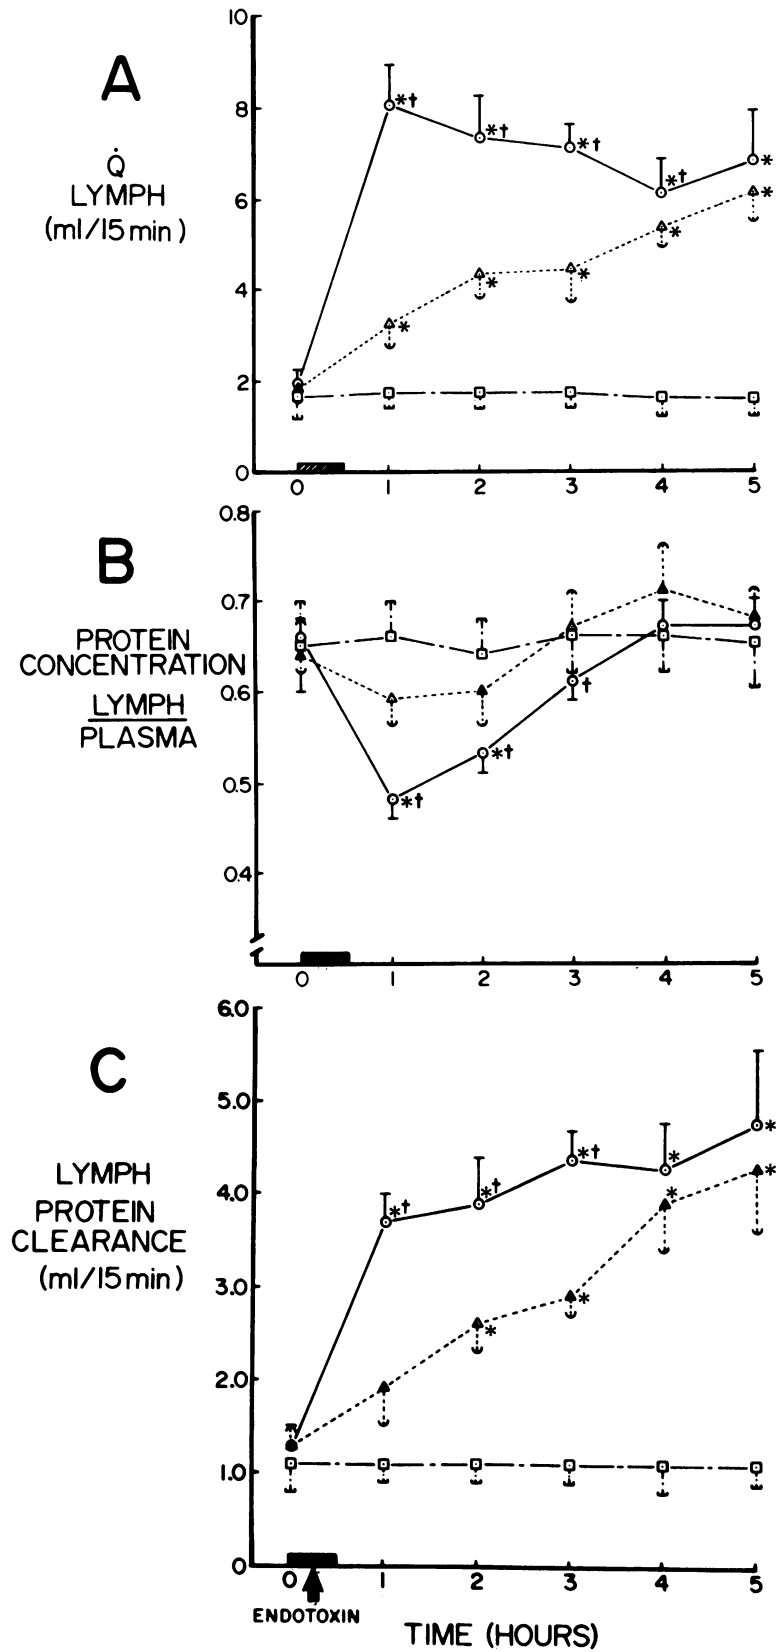 A
Q̇
LYMPH
(ml/15 min)
10
8
6
4
2
0
*†
*†
*†
*†
*
*
*
*
*
*
0 1 2 3 4 5
B
PROTEIN
CONCENTRATION
LYMPH
PLASMA
0.8
0.7
0.6
0.5
0.4
*†
*†
†
0 1 2 3 4 5
C
LYMPH
PROTEIN
CLEARANCE
(ml/15 min)
6.0
5.0
4.0
3.0
2.0
1.0
0
*†
*†
*†
*
*
*
*
*
*
0 1 2 3 4 5
ENDOTOXIN
TIME (HOURS)